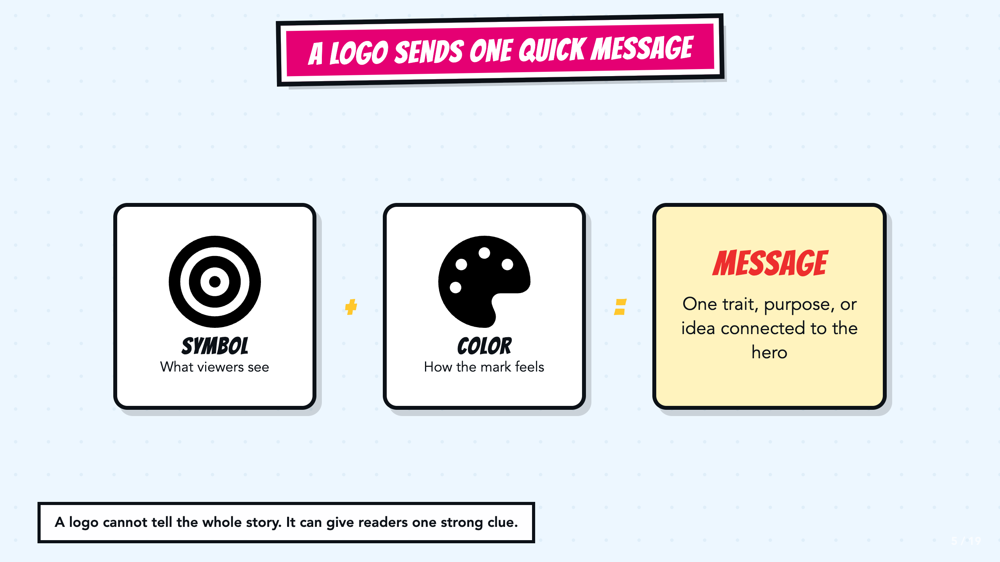 A LOGO SENDS ONE QUICK MESSAGE
SYMBOL
What viewers see
+
COLOR
How the mark feels
=
MESSAGE
One trait, purpose, or
idea connected to the
hero
A logo cannot tell the whole story. It can give readers one strong clue.
5 / 19